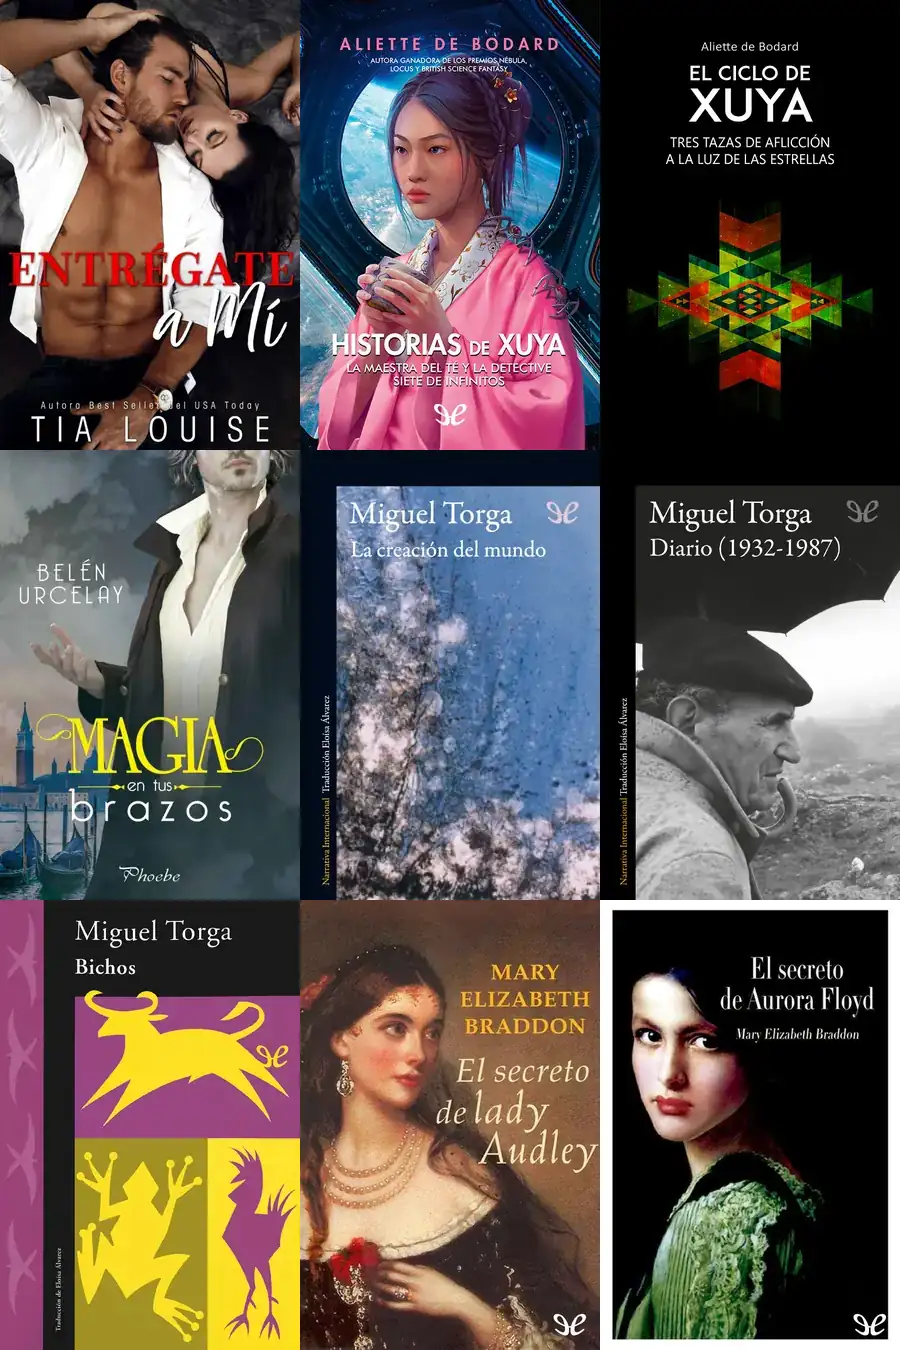 ENTRÉGATE
a Mí
Autora Best Seller del USA Today
TIA LOUISE
ALIETTE DE BODARD
AUTORA GANADORA DE LOS PREMIOS NÉBULA,
LOCUS Y BRITISH SCIENCE FANTASY
HISTORIAS DE XUYA
LA MAESTRA DEL TÉ Y LA DETECTIVE
SIETE DE INFINITOS
Aliette de Bodard
EL CICLO DE
XUYA
TRES TAZAS DE AFLICCIÓN
A LA LUZ DE LAS ESTRELLAS
BELÉN
URCELAY
MAGIA
en tus
brazos
Phoebe
Miguel Torga
La creación del mundo
Narrativa Internacional Traducción Eloísa Álvarez
Miguel Torga
Diario (1932-1987)
Narrativa Internacional Traducción Eloísa Álvarez
Miguel Torga
Bichos
Traducción de Eloísa Álvarez
MARY
ELIZABETH
BRADDON
El secreto
de lady
Audley
El secreto
de Aurora Floyd
Mary Elizabeth Braddon